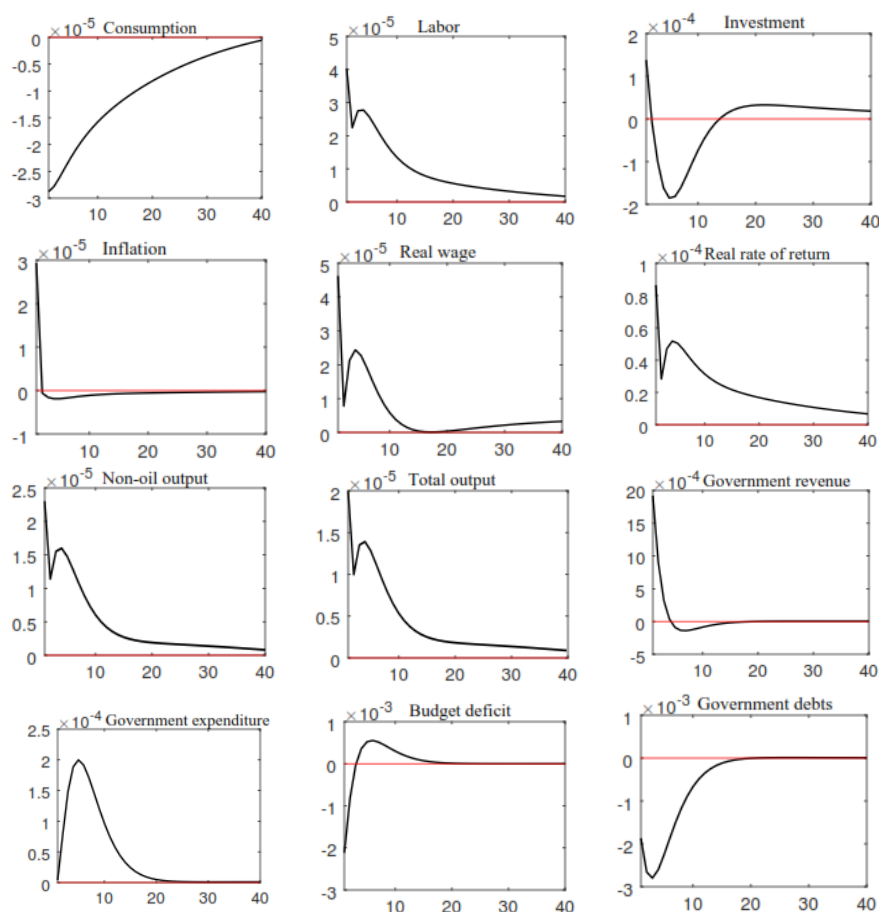 × 10⁻⁵ Consumption
0
-0.5
-1
-1.5
-2
-2.5
-3
10 20 30 40
× 10⁻⁵ Labor
5
4
3
2
1
0
10 20 30 40
× 10⁻⁴ Investment
2
1
0
-1
-2
10 20 30 40
× 10⁻⁵ Inflation
3
2
1
0
-1
10 20 30 40
× 10⁻⁵ Real wage
5
4
3
2
1
0
10 20 30 40
× 10⁻⁴ Real rate of return
1
0.8
0.6
0.4
0.2
0
10 20 30 40
× 10⁻⁵ Non-oil output
2.5
2
1.5
1
0.5
0
10 20 30 40
× 10⁻⁵ Total output
2
1.5
1
0.5
0
10 20 30 40
× 10⁻⁴ Government revenue
20
15
10
5
0
-5
10 20 30 40
× 10⁻⁴ Government expenditure
2.5
2
1.5
1
0.5
0
10 20 30 40
× 10⁻³ Budget deficit
1
0
-1
-2
-3
10 20 30 40
× 10⁻³ Government debts
1
0
-1
-2
-3
10 20 30 40